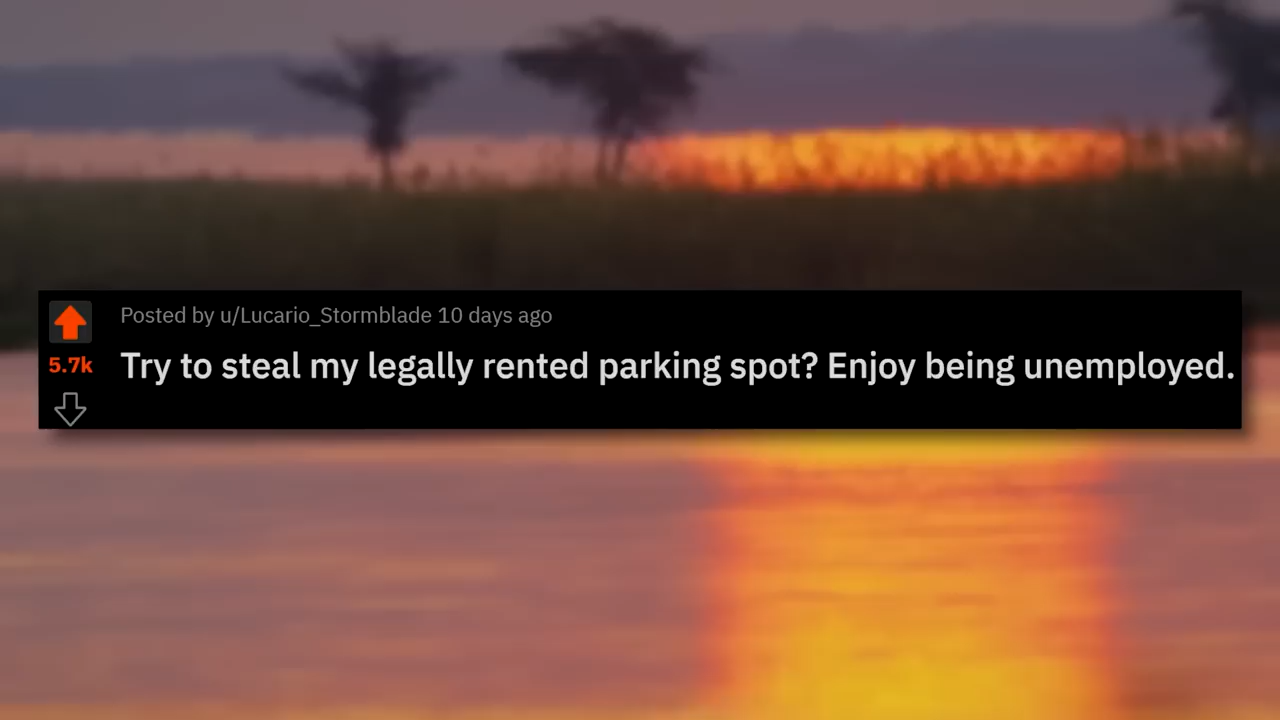 Posted by u/Lucario_Stormblade 10 days ago
5.7k
Try to steal my legally rented parking spot? Enjoy being unemployed.